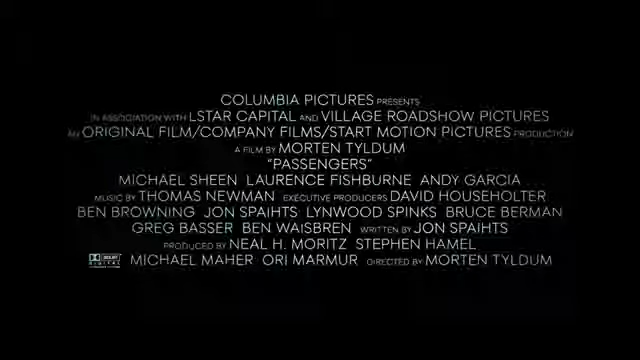 COLUMBIA PICTURES PRESENTS
IN ASSOCIATION WITH LSTAR CAPITAL AND VILLAGE ROADSHOW PICTURES
AN ORIGINAL FILM/COMPANY FILMS/START MOTION PICTURES PRODUCTION
A FILM BY MORTEN TYLDUM
"PASSENGERS"
MICHAEL SHEEN LAURENCE FISHBURNE ANDY GARCIA
MUSIC BY THOMAS NEWMAN EXECUTIVE PRODUCERS DAVID HOUSEHOLTER
BEN BROWNING JON SPAIHTS LYNWOOD SPINKS BRUCE BERMAN
GREG BASSER BEN WAISBREN WRITTEN BY JON SPAIHTS
PRODUCED BY NEAL H. MORITZ STEPHEN HAMEL
DOLBY DIGITAL MICHAEL MAHER ORI MARMUR DIRECTED BY MORTEN TYLDUM